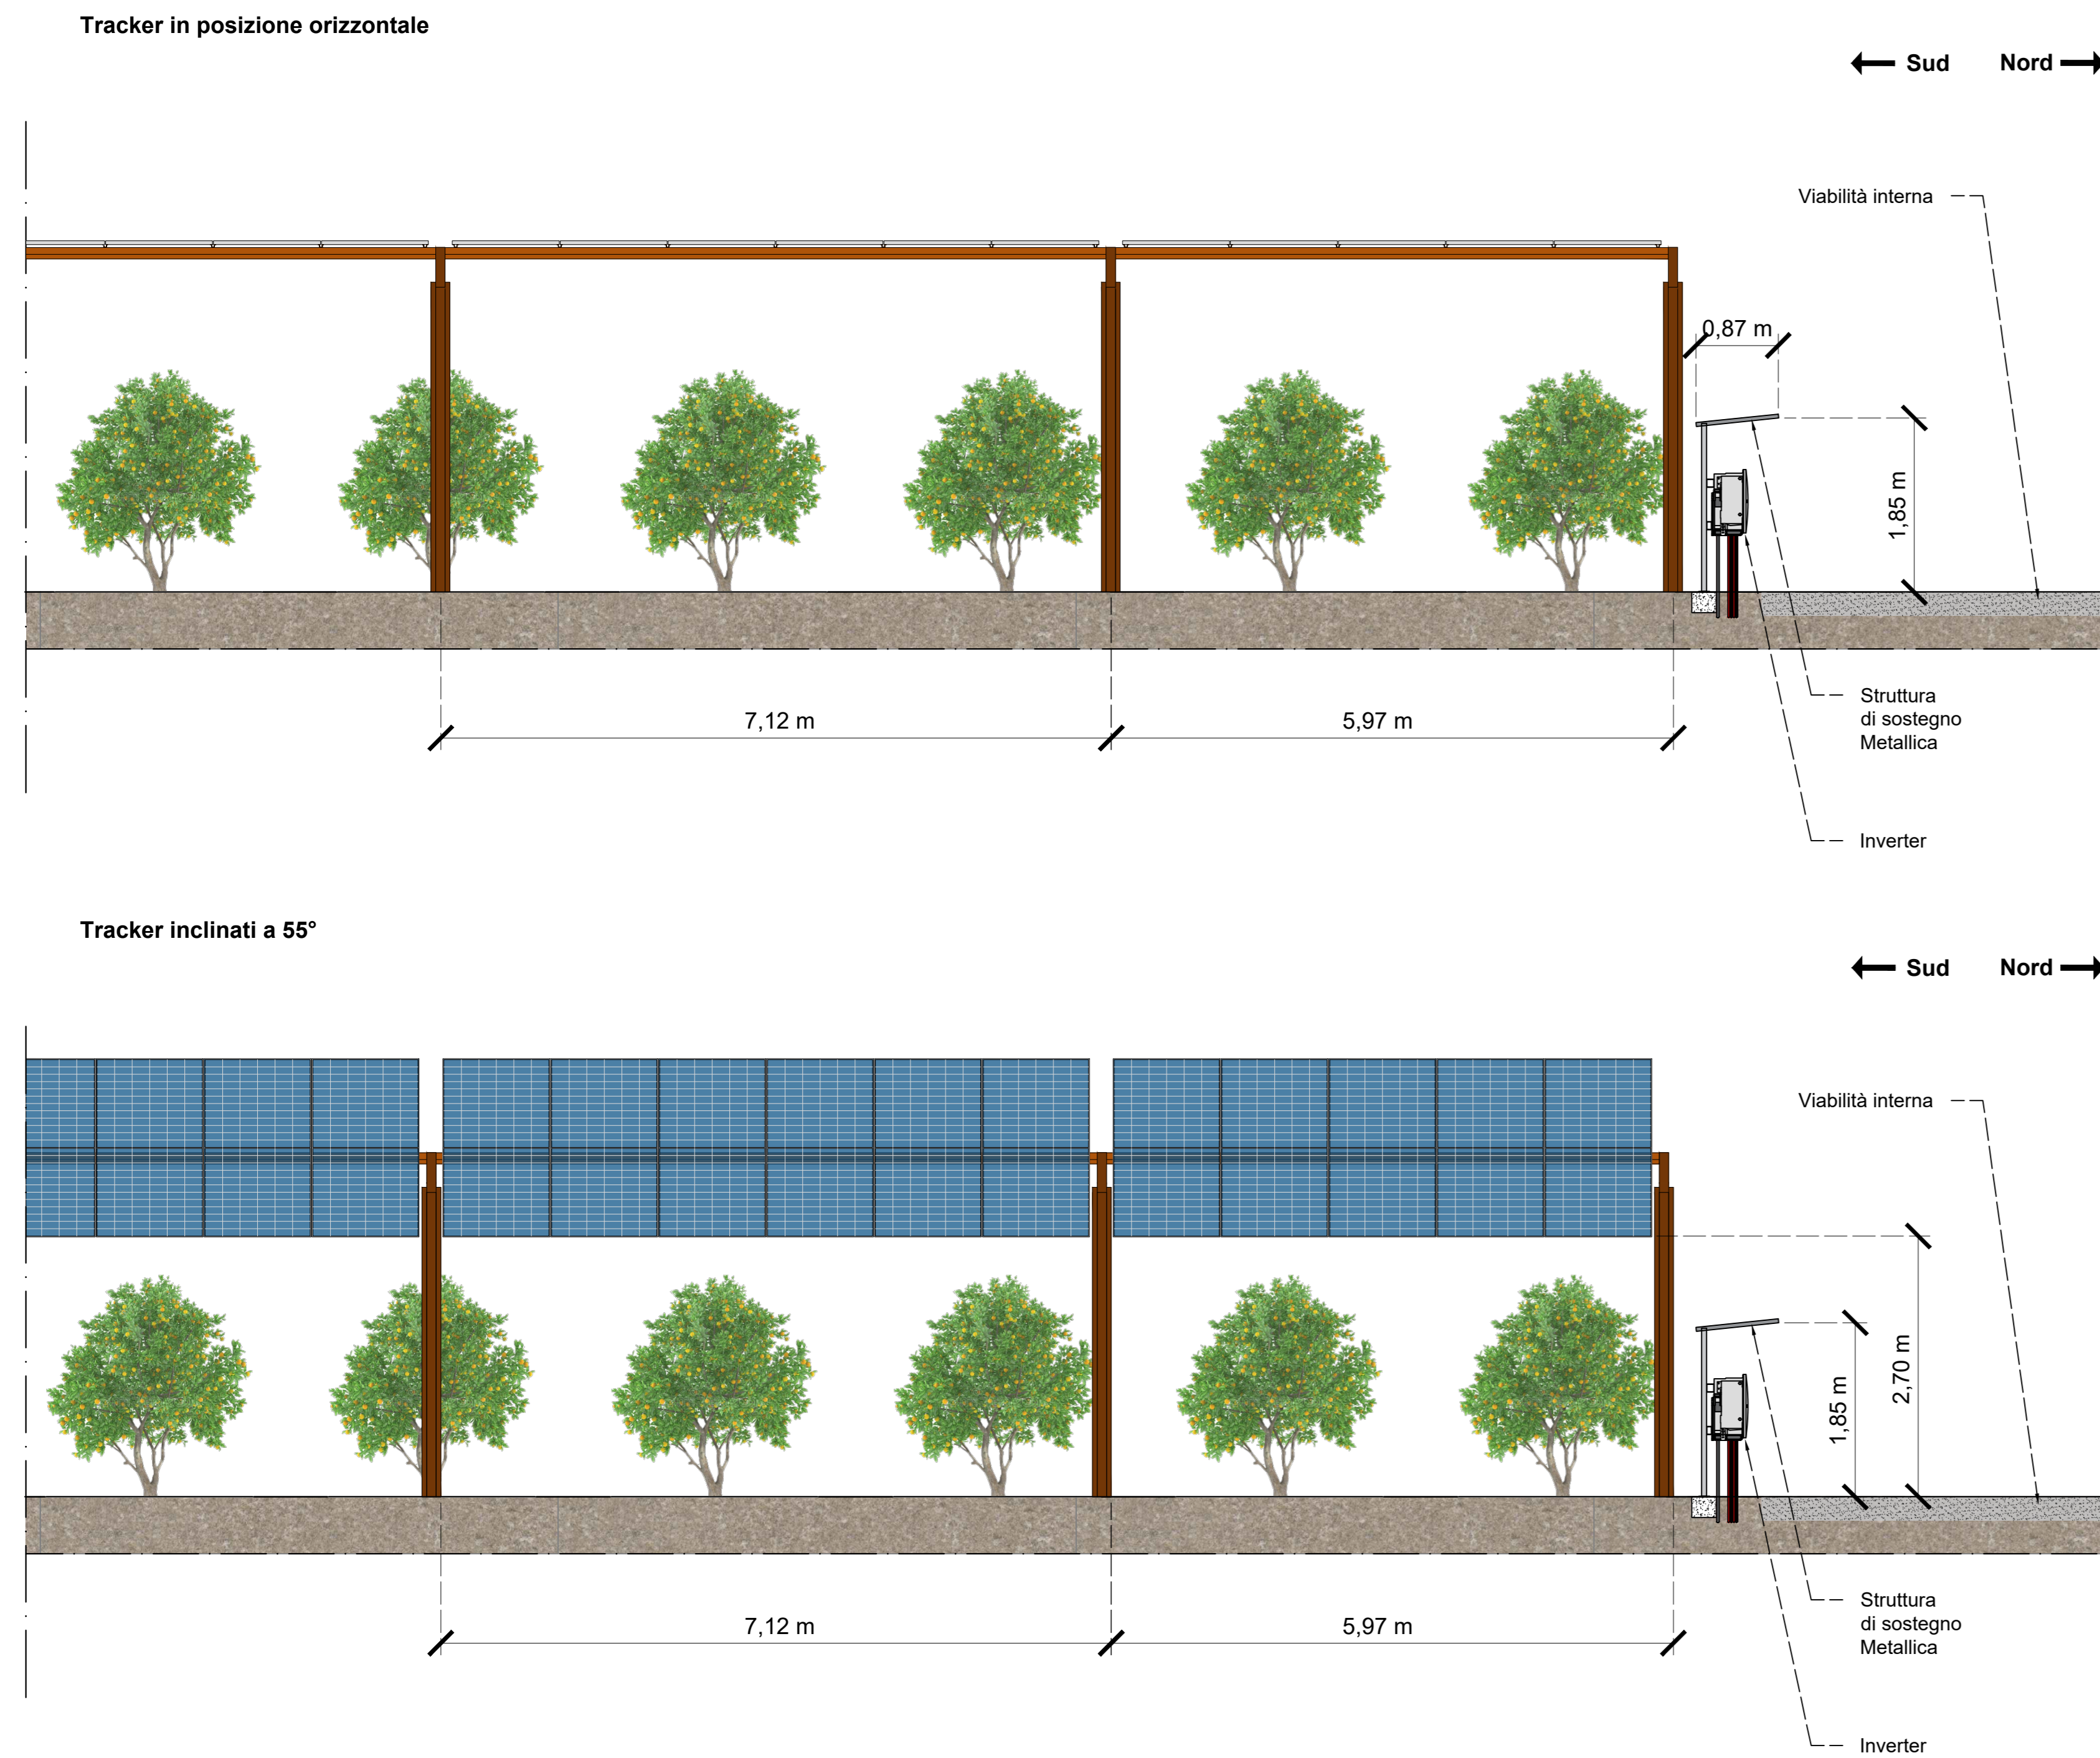 Tracker in posizione orizzontale
Sud Nord
Viabilità interna
0,87 m
1,85 m
Struttura
di sostegno
Metallica
7,12 m 5,97 m
Inverter
Tracker inclinati a 55°
Sud Nord
Viabilità interna
2,70 m
1,85 m
Struttura
di sostegno
Metallica
7,12 m 5,97 m
Inverter